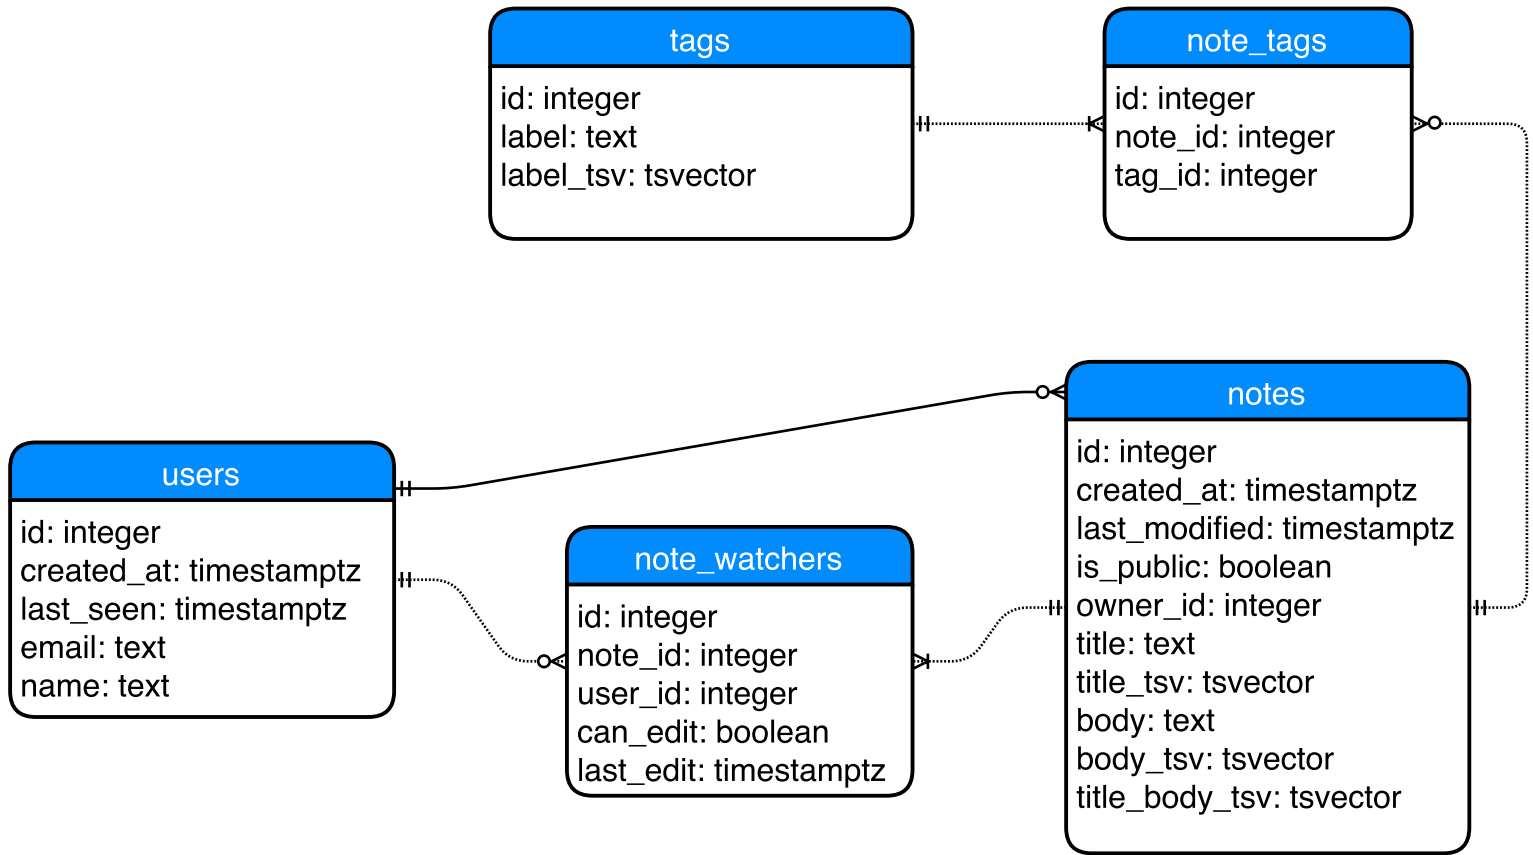 tags
id: integer
label: text
label_tsv: tsvector
note_tags
id: integer
note_id: integer
tag_id: integer
users
id: integer
created_at: timestamptz
last_seen: timestamptz
email: text
name: text
note_watchers
id: integer
note_id: integer
user_id: integer
can_edit: boolean
last_edit: timestamptz
notes
id: integer
created_at: timestamptz
last_modified: timestamptz
is_public: boolean
owner_id: integer
title: text
title_tsv: tsvector
body: text
body_tsv: tsvector
title_body_tsv: tsvector